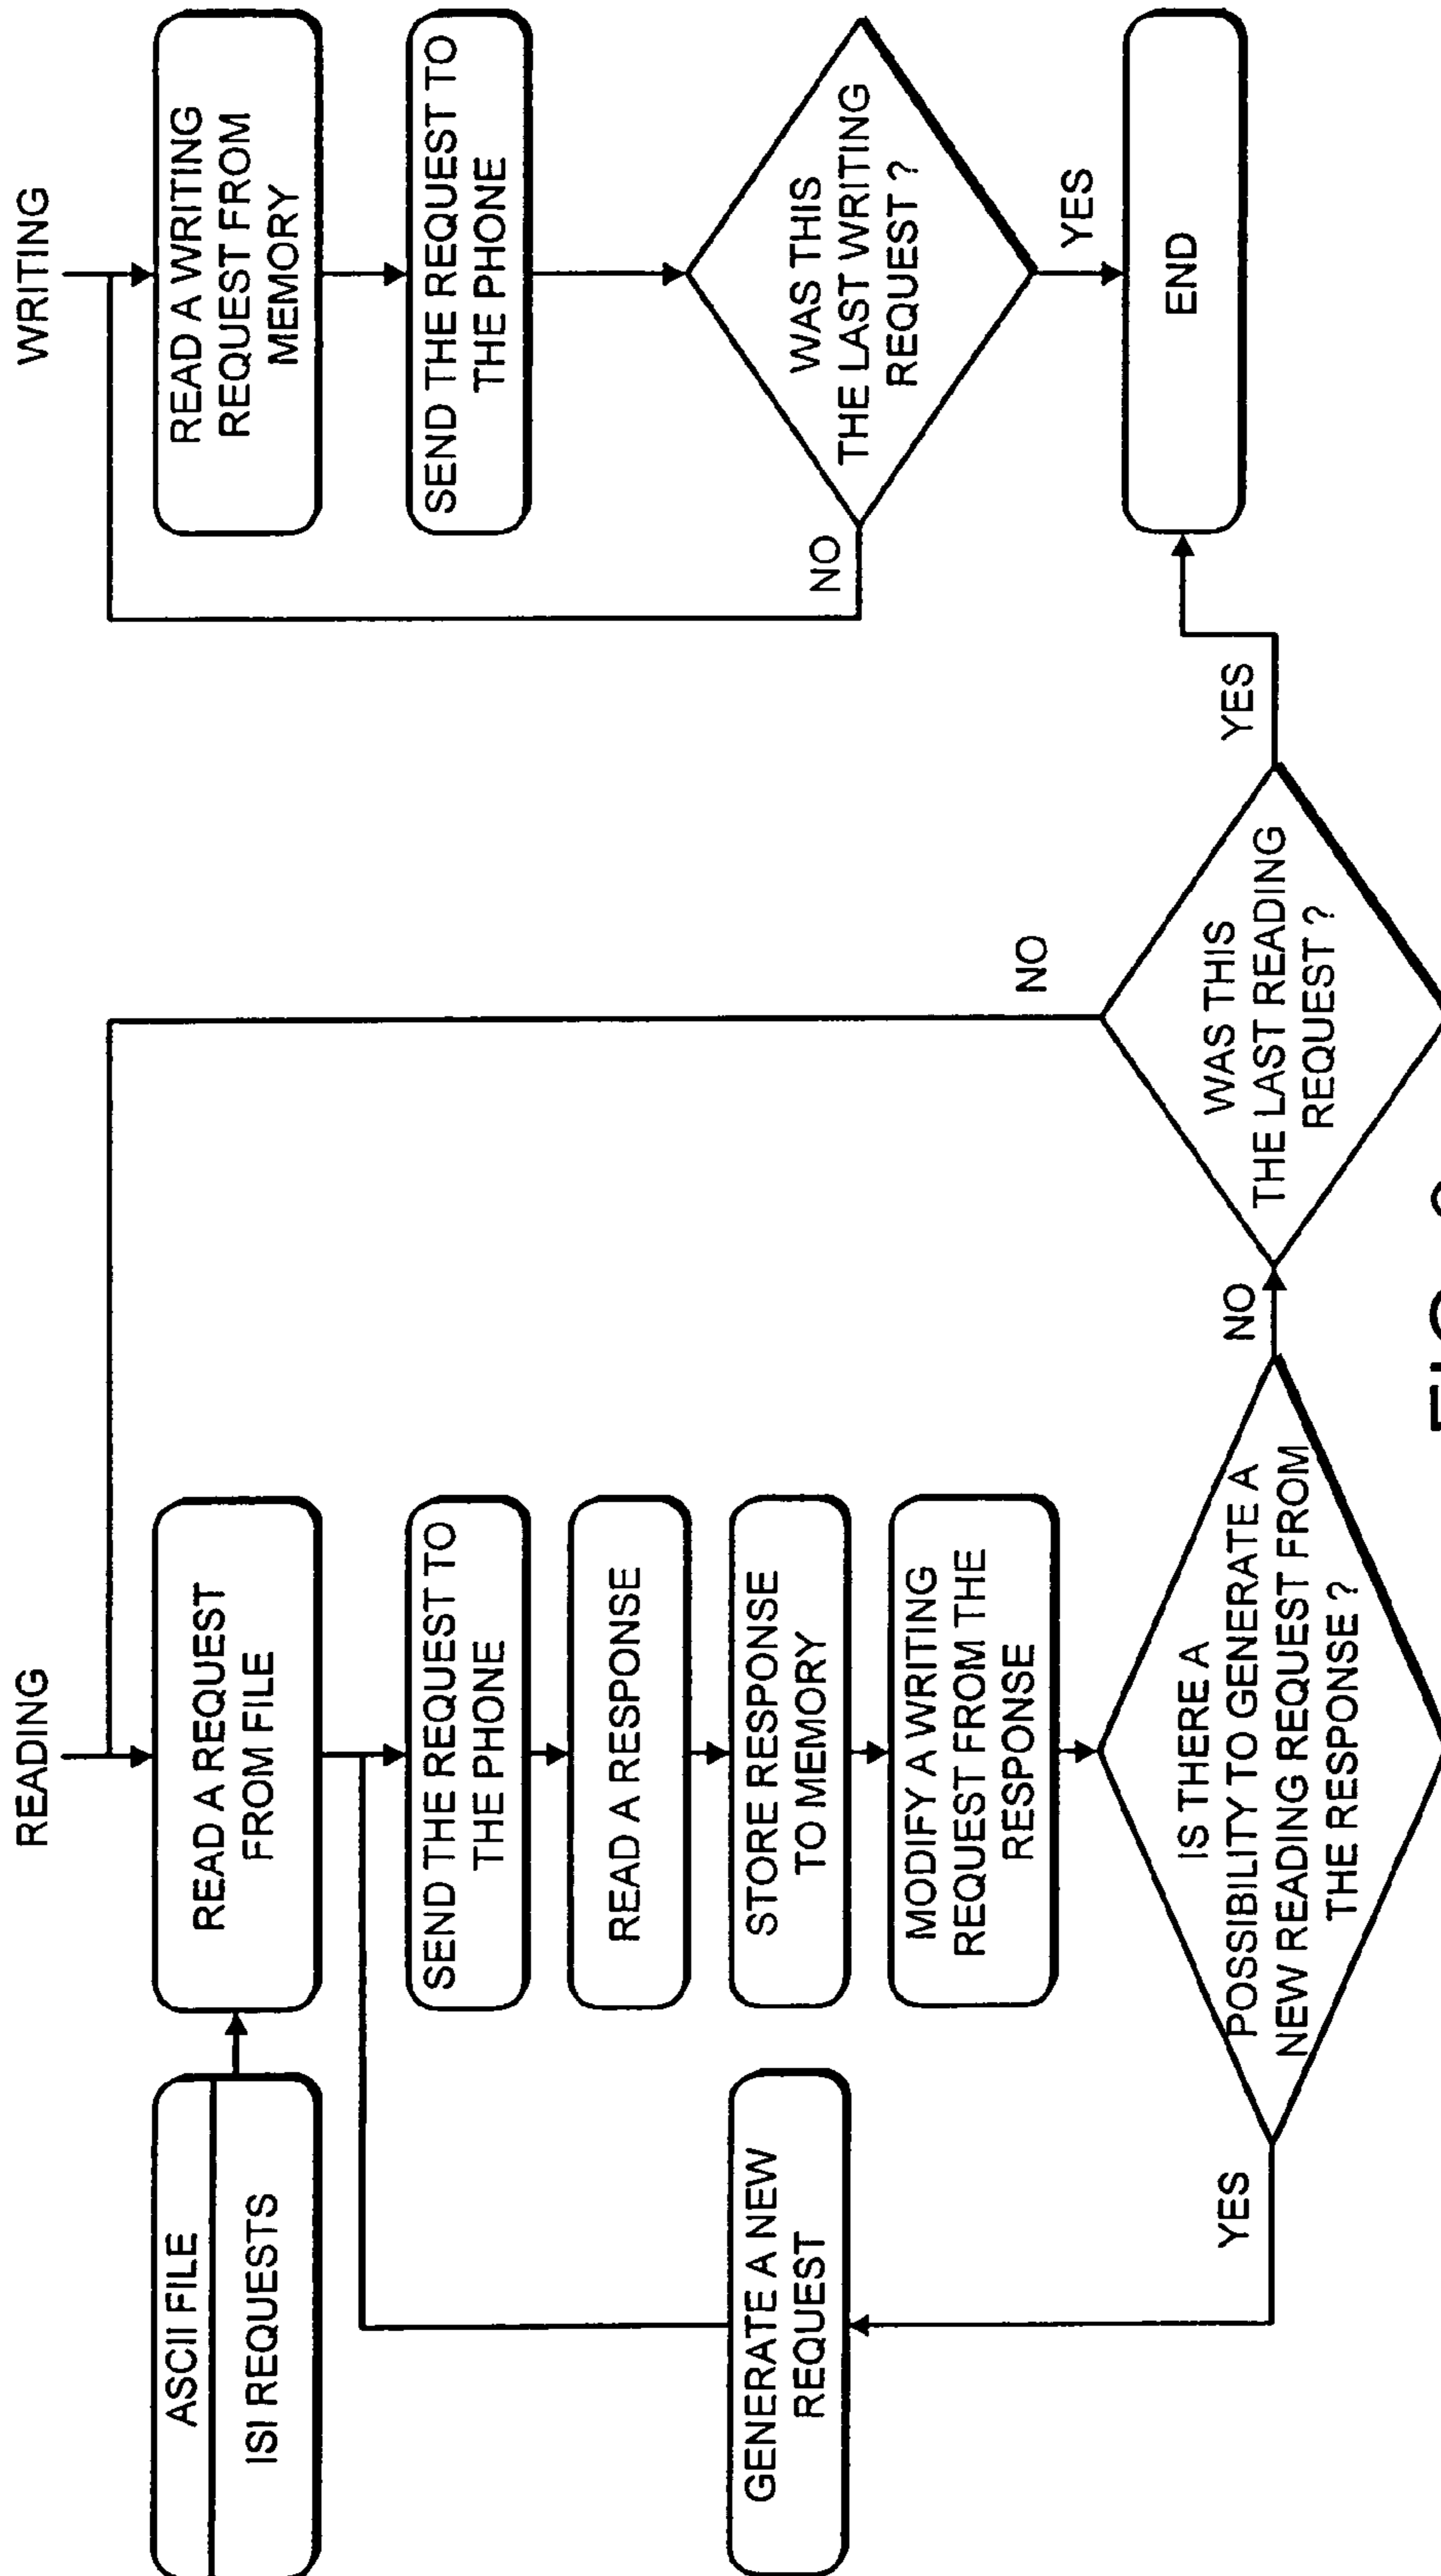 READING
ASCII FILE
ISI REQUESTS
READ A REQUEST
FROM FILE
SEND THE REQUEST TO
THE PHONE
READ A RESPONSE
STORE RESPONSE
TO MEMORY
MODIFY A WRITING
REQUEST FROM THE
RESPONSE
GENERATE A NEW
REQUEST
IS THERE A
POSSIBILITY TO GENERATE A
NEW READING REQUEST FROM
THE RESPONSE ?
YES
NO
WAS THIS
THE LAST READING
REQUEST ?
NO
YES
WRITING
READ A WRITING
REQUEST FROM
MEMORY
SEND THE REQUEST TO
THE PHONE
WAS THIS
THE LAST WRITING
REQUEST ?
NO
YES
END